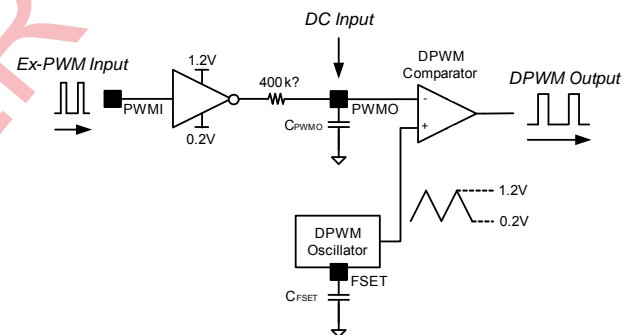 DC Input
Ex-PWM Input
1.2V
400k?
DPWM
Comparator
DPWM Output
PWMI
PWMO
-
CPWMO
+
0.2V
1.2V
0.2V
DPWM
Oscillator
FSET
CFSET